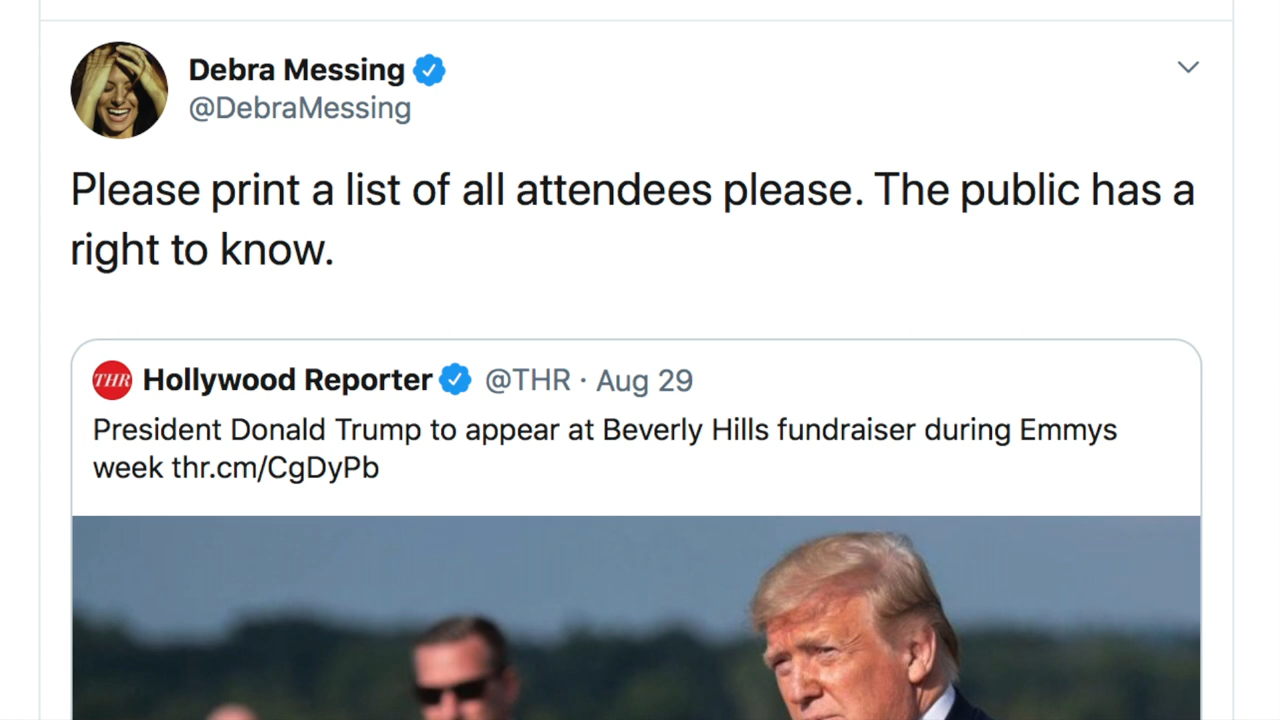 Debra Messing
@DebraMessing
Please print a list of all attendees please. The public has a
right to know.
THR Hollywood Reporter @THR · Aug 29
President Donald Trump to appear at Beverly Hills fundraiser during Emmys
week thr.cm/CgDyPb